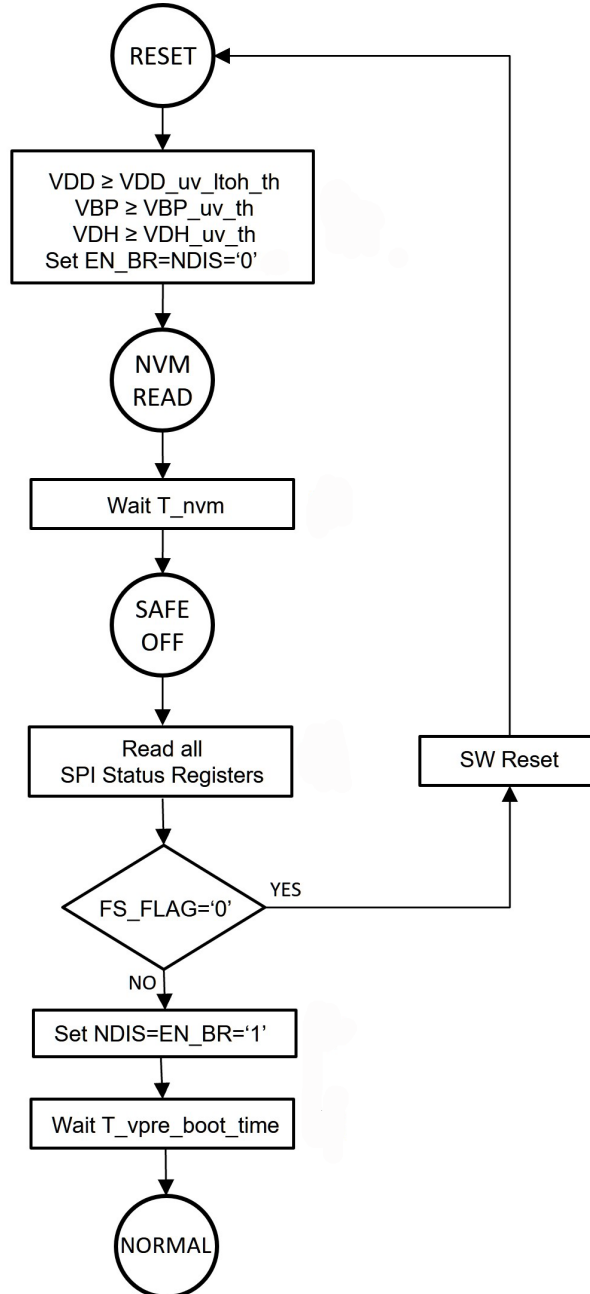 RESET
VDD ≥ VDD_uv_ltoh_th
VBP ≥ VBP_uv_th
VDH ≥ VDH_uv_th
Set EN_BR=NDIS=‘0’
NVM
READ
Wait T_nvm
SAFE
OFF
Read all
SPI Status Registers
SW Reset
FS_FLAG=‘0’
YES
NO
Set NDIS=EN_BR=‘1’
Wait T_vpre_boot_time
NORMAL